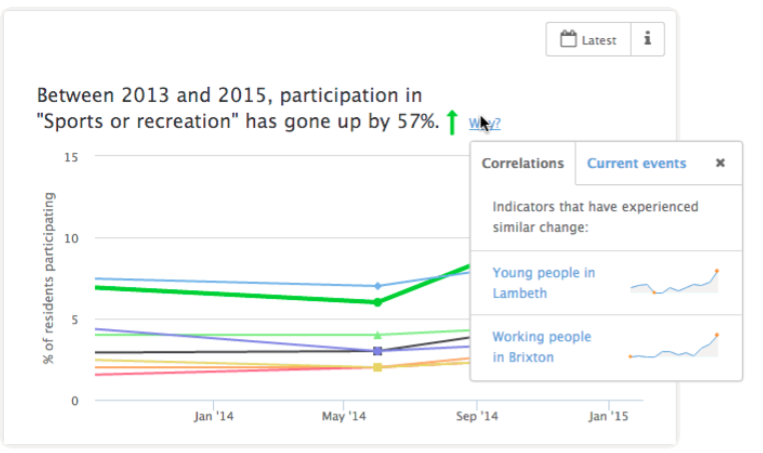 Latest i
Between 2013 and 2015, participation in
"Sports or recreation" has gone up by 57%. Why?
Correlations Current events ×
Indicators that have experienced
similar change:
Young people in
Lambeth
Working people
in Brixton
% of residents participating
15
10
5
0
Jan '14 May '14 Sep '14 Jan '15